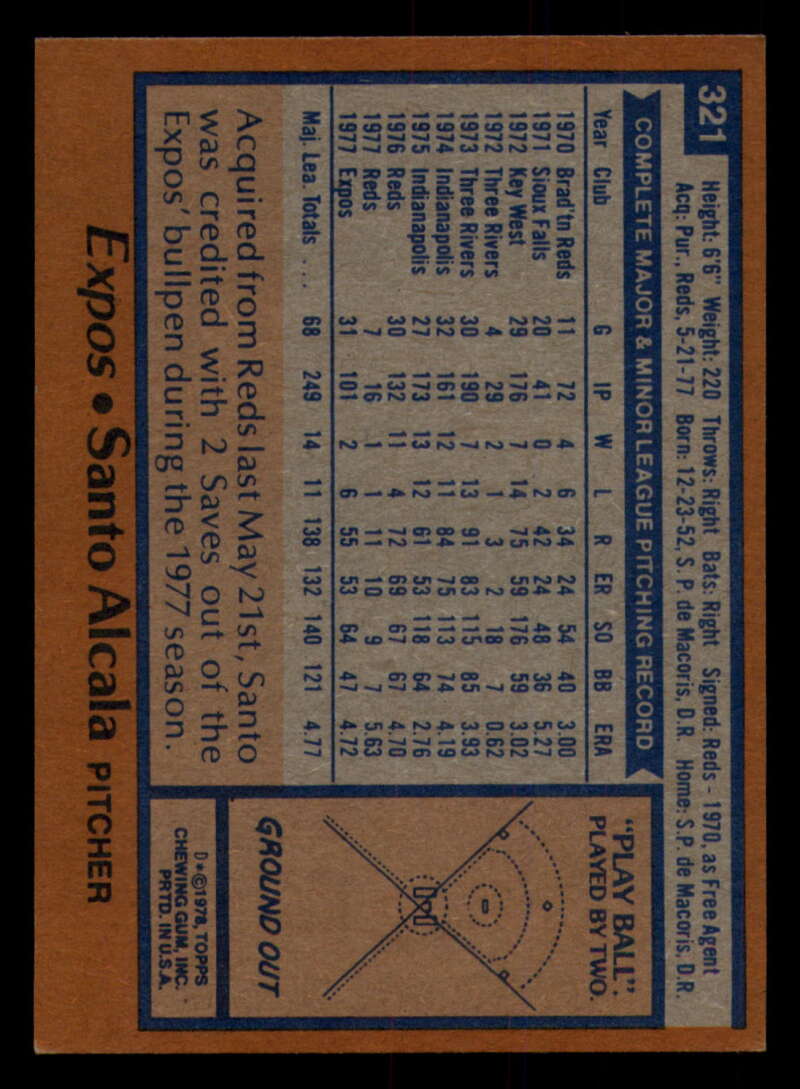 321
Height: 6'6" Weight: 220 Throws: Right Bats: Right Signed: Reds - 1970, as Free Agent
Acq: Pur., Reds, 5-21-77 Born: 12-23-52, S. P. de Macoris, D.R. Home: S.P. de Macoris, D.R.
COMPLETE MAJOR & MINOR LEAGUE PITCHING RECORD
Year Club G IP W L R ER SO BB ERA
1970 Brad'tn Reds 11 72 4 6 34 24 54 40 3.00
1971 Sioux Falls 20 41 0 2 42 24 48 36 5.27
1972 Key West 29 176 7 14 75 59 176 59 3.02
1972 Three Rivers 4 29 2 1 3 2 18 7 0.62
1973 Three Rivers 30 190 7 13 91 83 115 85 3.93
1974 Indianapolis 32 161 12 11 84 75 113 74 4.19
1975 Indianapolis 27 173 13 12 61 53 118 64 2.76
1976 Reds 30 132 11 4 72 69 67 67 4.70
1977 Reds 7 16 1 1 11 10 9 7 5.63
1977 Expos 31 101 2 6 55 53 64 47 4.72
Maj. Lea. Totals .... 68 249 14 11 138 132 140 121 4.77
Acquired from Reds last May 21st, Santo
was credited with 2 Saves out of the
Expos' bullpen during the 1977 season.
"PLAY BALL".
PLAYED BY TWO.
GROUND OUT
D*©1978, TOPPS
CHEWING GUM, INC.
PRTD. IN U.S.A.
Expos • Santo Alcala PITCHER